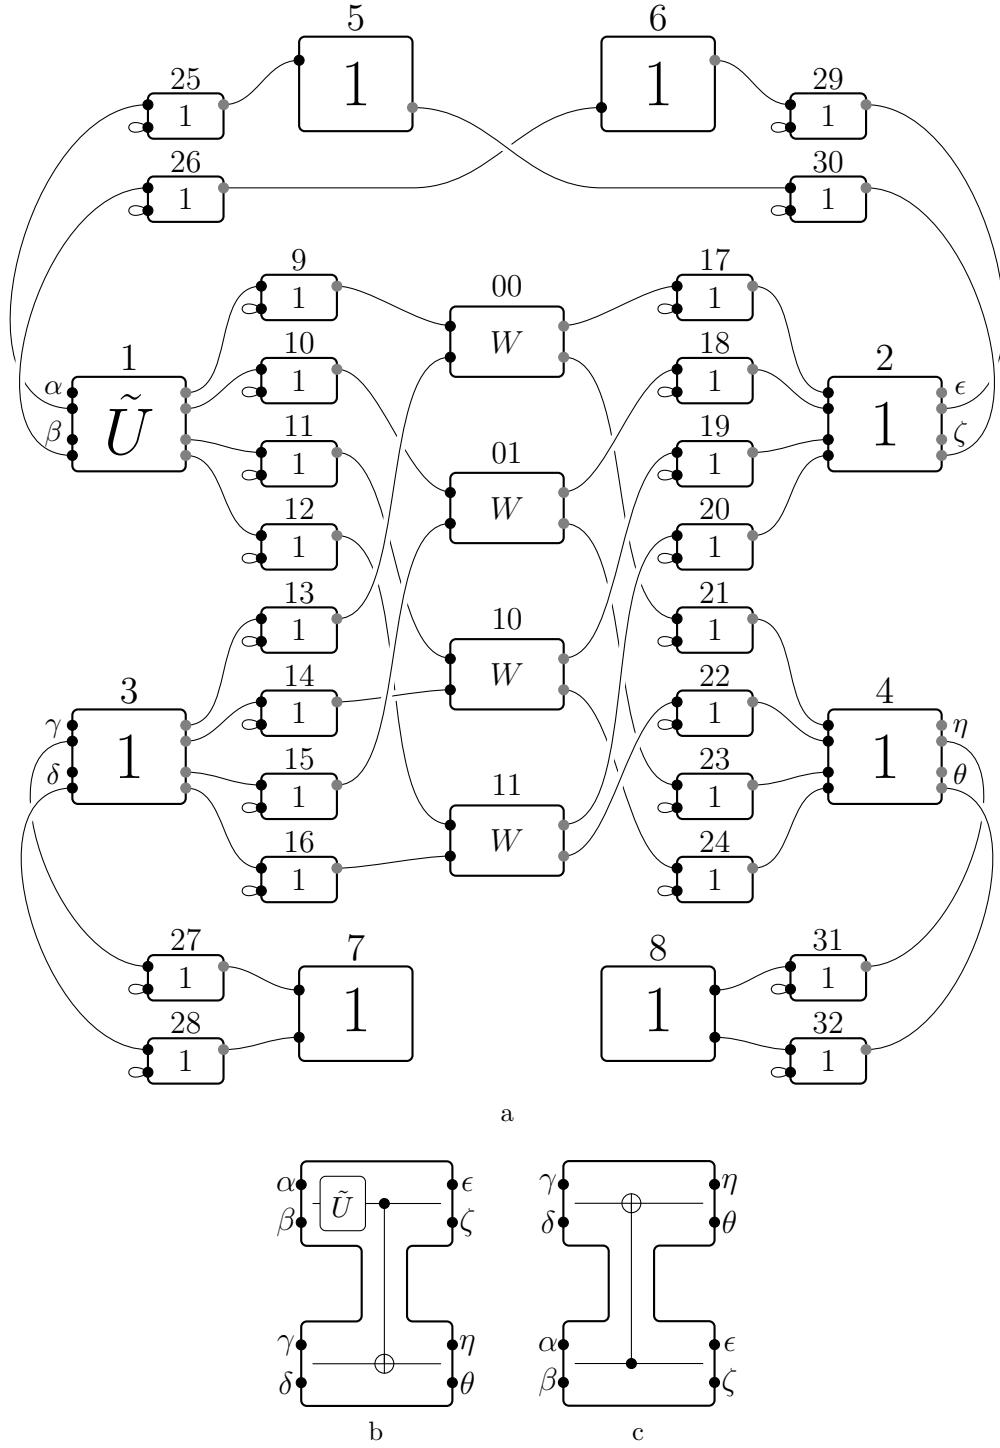 5 6
25 1 1 29
1 1
26 30
1 1
9 00 17
1 W 1
1 10 18 2
α Ũ 1 1 ϵ
β 11 01 19 1 ζ
1 W 1
12 20
1 1
13 10 21
1 W 1
3 14 22 4
γ 1 1 1 η
δ 15 11 23 1 θ
1 W 1
16 24
1 1
27 7 8 31
1 1 1 1
28 32
1 1
a
α Ũ ϵ
β ζ
γ η
δ θ
b
γ η
δ θ
α ϵ
β ζ
c